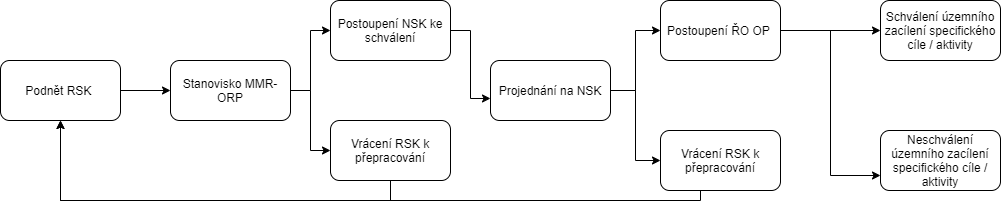 Podnět RSK
Stanovisko MMR-
ORP
Postoupení NSK ke
schválení
Vrácení RSK k
přepracování
Projednání na NSK
Postoupení ŘO OP
Vrácení RSK k
přepracování
Schválení územního
zacílení specifického
cíle / aktivity
Neschválení
územního zacílení
specifického cíle /
aktivity